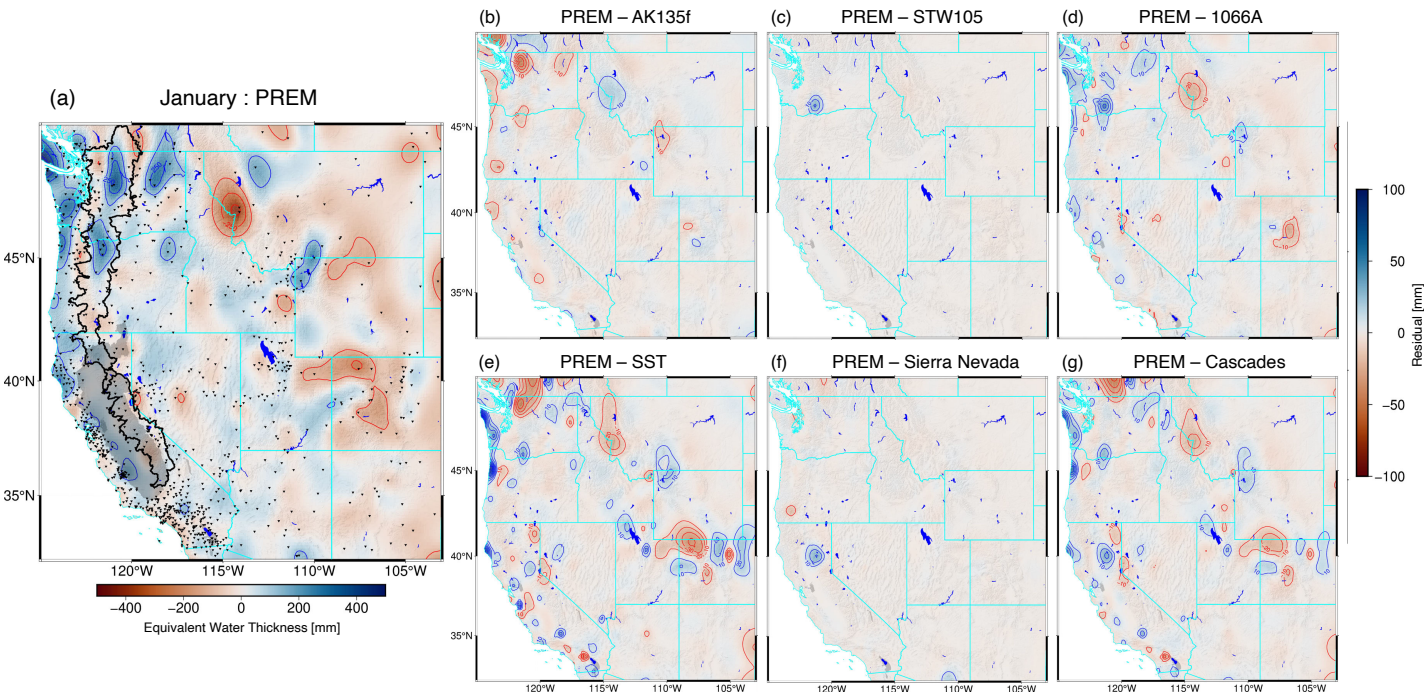 (a) January : PREM
45°N
40°N
35°N
120°W 115°W 110°W 105°W
−400 −200 0 200 400
Equivalent Water Thickness [mm]
(b) PREM – AK135f
(c) PREM – STW105
(d) PREM – 1066A
45°N
40°N
35°N
(e) PREM – SST
(f) PREM – Sierra Nevada
(g) PREM – Cascades
45°N
40°N
35°N
120°W 115°W 110°W 105°W
120°W 115°W 110°W 105°W
120°W 115°W 110°W 105°W
100
50
0
−50
−100
Residual [mm]